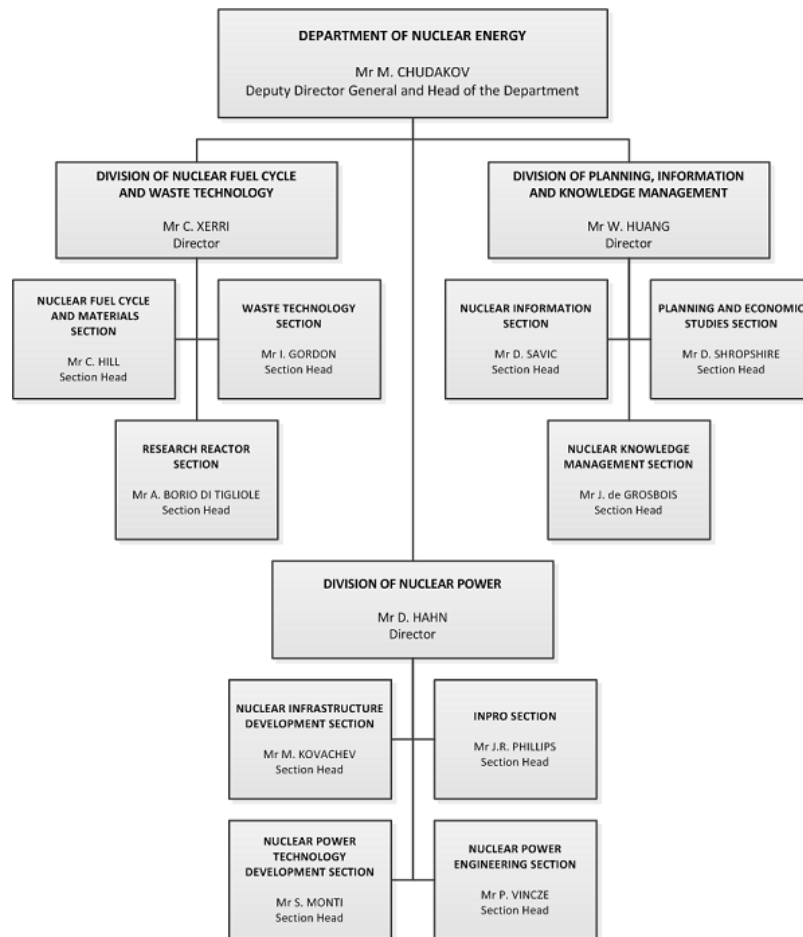 DEPARTMENT OF NUCLEAR ENERGY
Mr M. CHUDAKOV
Deputy Director General and Head of the Department
DIVISION OF NUCLEAR FUEL CYCLE
AND WASTE TECHNOLOGY
Mr C. XERRI
Director
DIVISION OF PLANNING, INFORMATION
AND KNOWLEDGE MANAGEMENT
Mr W. HUANG
Director
NUCLEAR FUEL CYCLE
AND MATERIALS
SECTION
Mr C. HILL
Section Head
WASTE TECHNOLOGY
SECTION
Mr I. GORDON
Section Head
NUCLEAR INFORMATION
SECTION
Mr D. SAVIC
Section Head
PLANNING AND ECONOMIC
STUDIES SECTION
Mr D. SHROPSHIRE
Section Head
RESEARCH REACTOR
SECTION
Mr A. BORIO DI TIGLIOLE
Section Head
NUCLEAR KNOWLEDGE
MANAGEMENT SECTION
Mr J. de GROSBOIS
Section Head
DIVISION OF NUCLEAR POWER
Mr D. HAHN
Director
NUCLEAR INFRASTRUCTURE
DEVELOPMENT SECTION
Mr M. KOVACHEV
Section Head
INPRO SECTION
Mr J.R. PHILLIPS
Section Head
NUCLEAR POWER
TECHNOLOGY
DEVELOPMENT SECTION
Mr S. MONTI
Section Head
NUCLEAR POWER
ENGINEERING SECTION
Mr P. VINCZE
Section Head